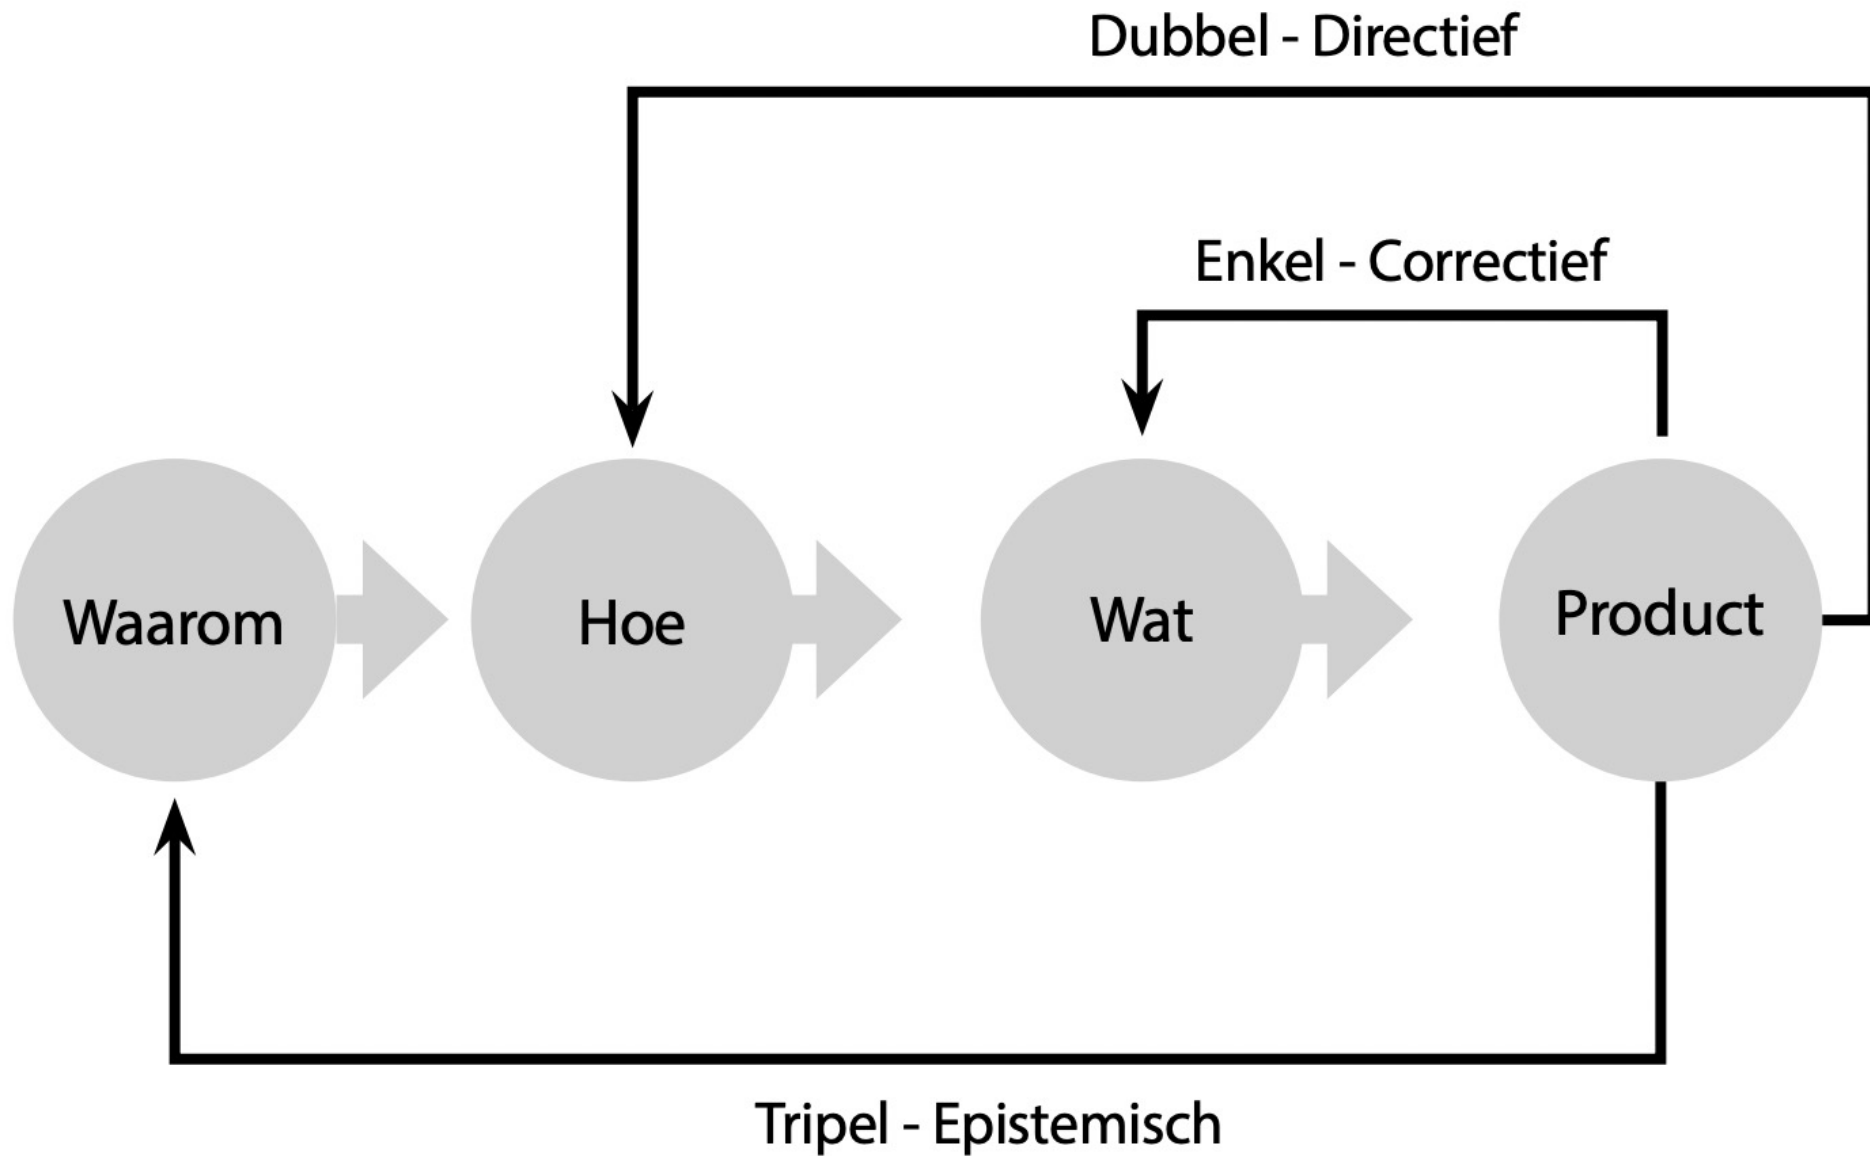 Dubbel - Directief
Enkel - Correctief
Waarom
Hoe
Wat
Product
Tripel - Epistemisch